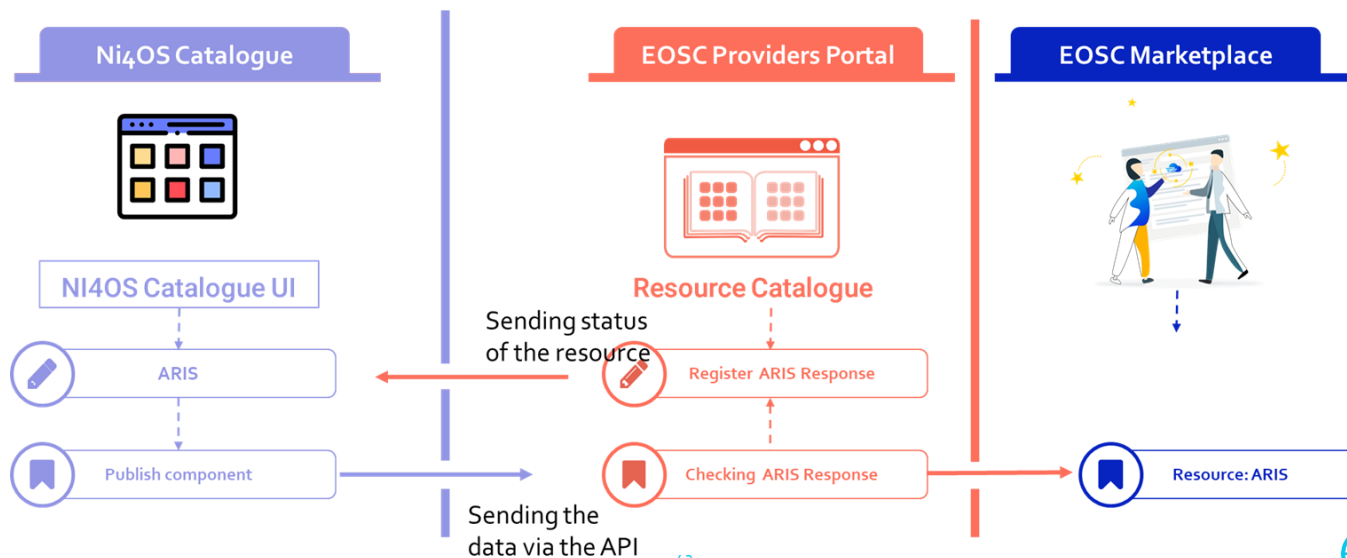 Ni4OS Catalogue
EOSC Providers Portal
EOSC Marketplace
NI4OS Catalogue UI
Resource Catalogue
Sending status
of the resource
ARIS
Register ARIS Response
Publish component
Checking ARIS Response
Resource: ARIS
Sending the
data via the API